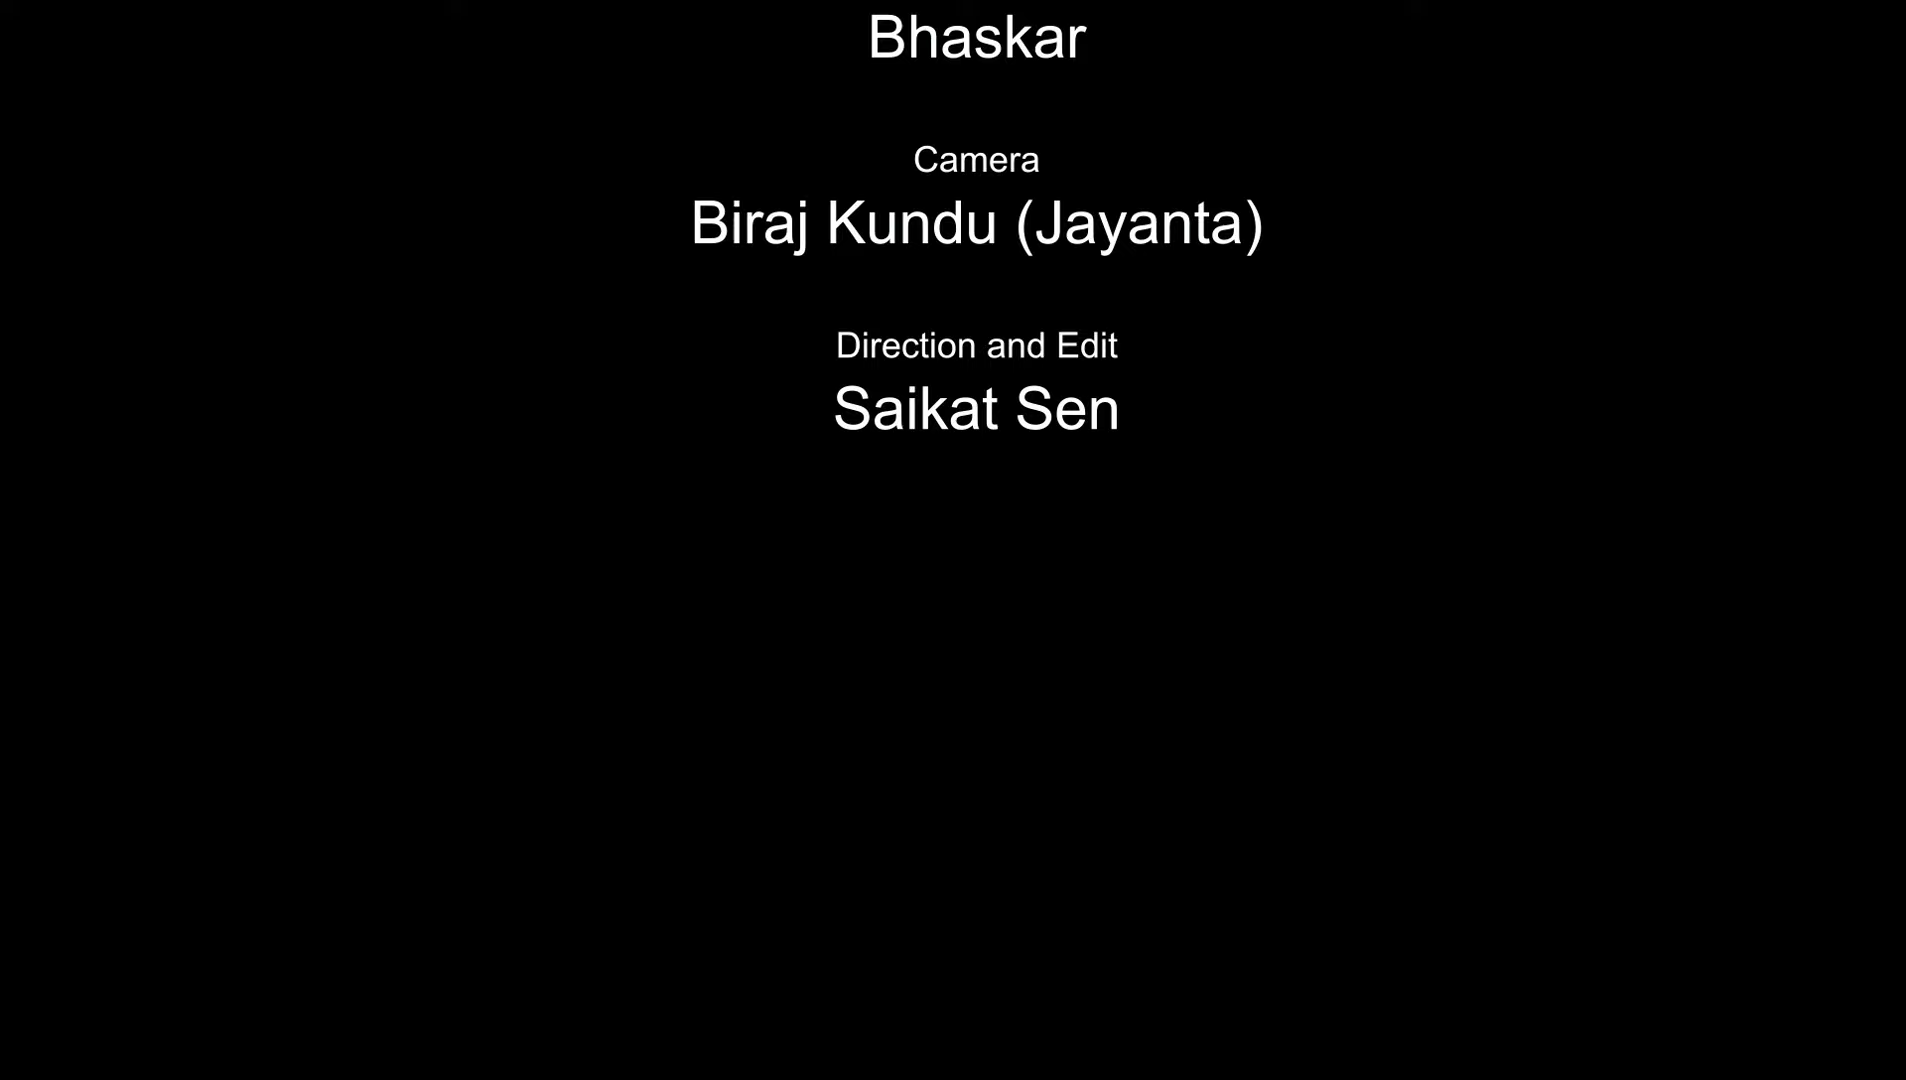 Bhaskar
Camera
Biraj Kundu (Jayanta)
Direction and Edit
Saikat Sen